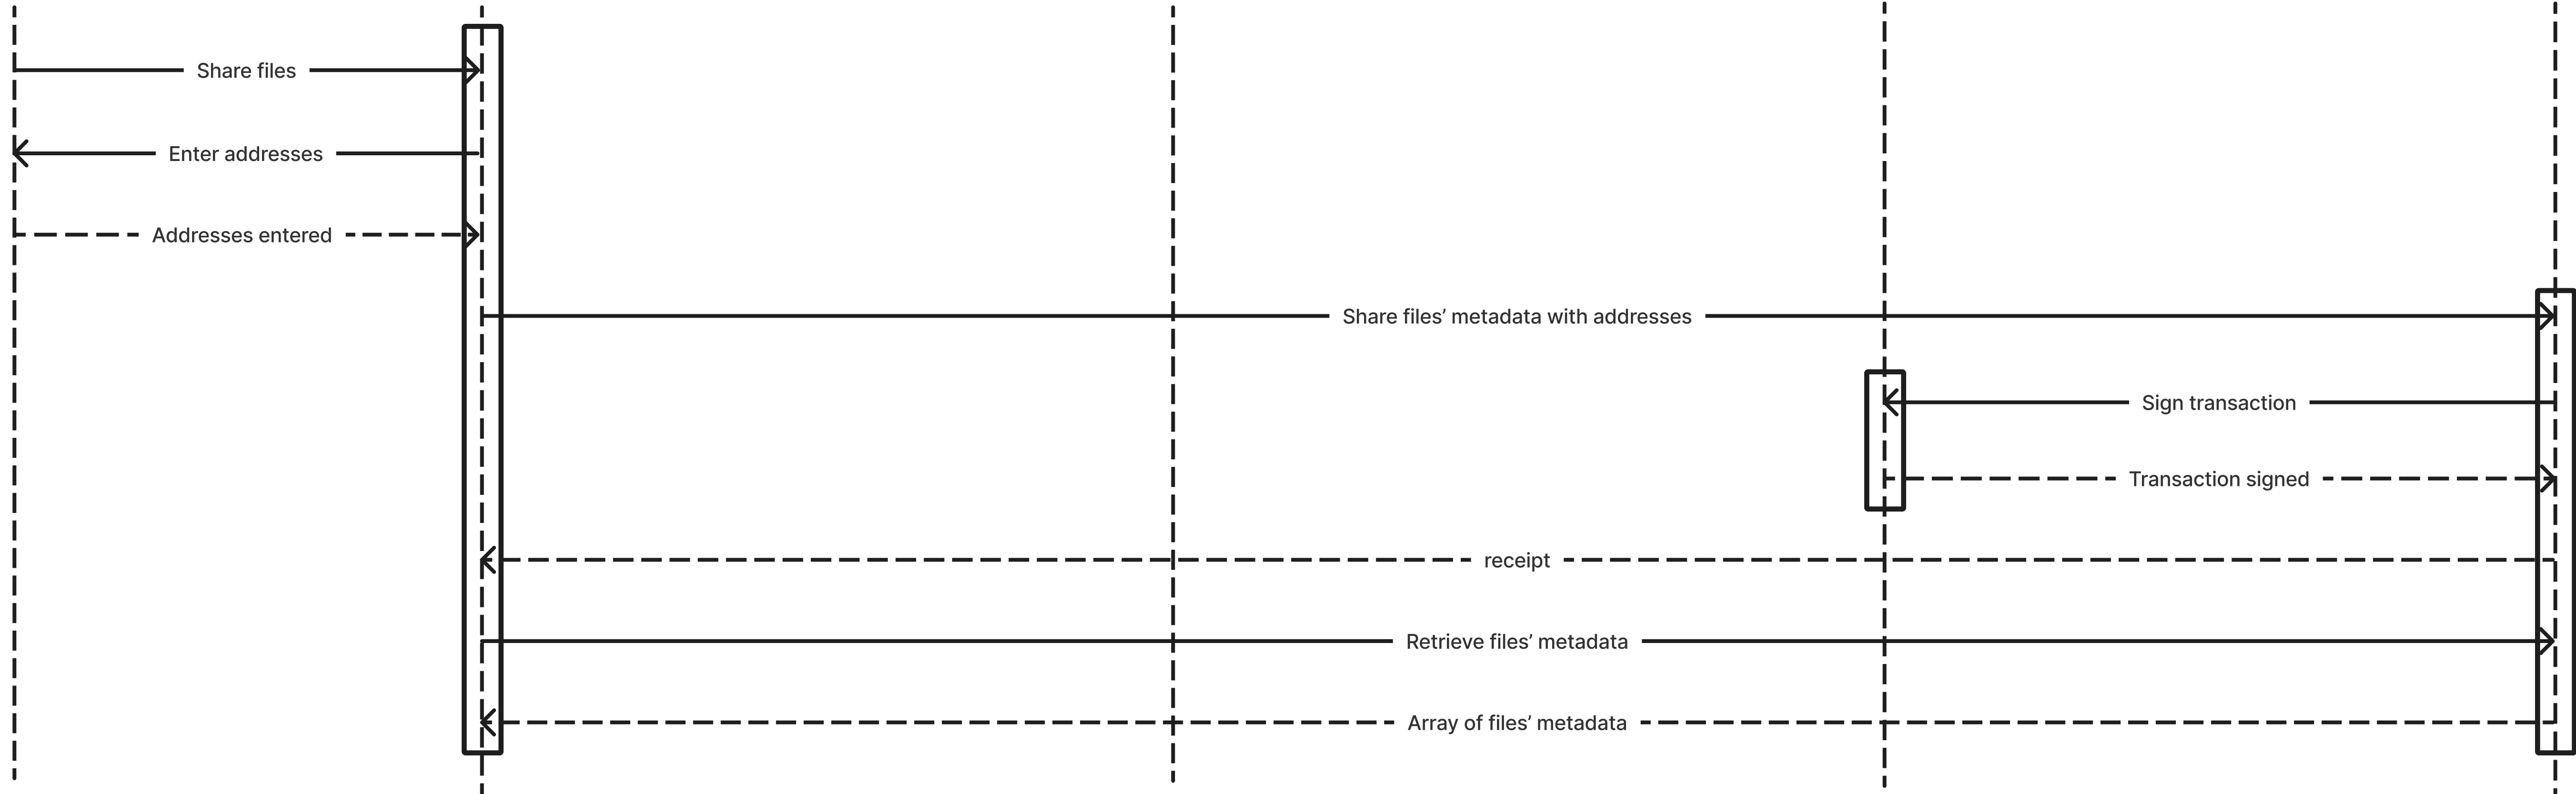 Share files
Enter addresses
Addresses entered
Share files’ metadata with addresses
Sign transaction
Transaction signed
receipt
Retrieve files’ metadata
Array of files’ metadata